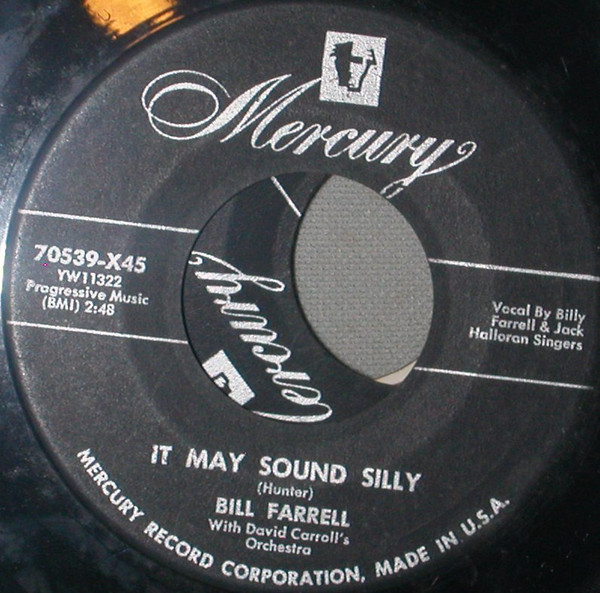 Mercury
70539-X45
YW11322
Progressive Music
(BMI) 2:48
Vocal By Billy
Farrell & Jack
Halloran Singers
Mercury
IT MAY SOUND SILLY
(Hunter)
BILL FARRELL
With David Carroll's
Orchestra
MERCURY RECORD CORPORATION, MADE IN U.S.A.